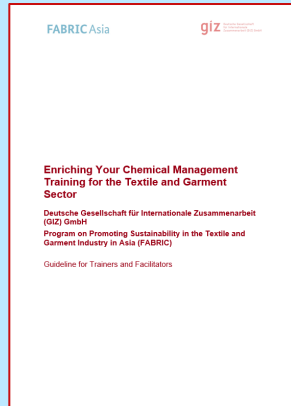 FABRIC Asia
giz
Enriching Your Chemical Management
Training for the Textile and Garment
Sector
Deutsche Gesellschaft für Internationale Zusammenarbeit
(GIZ) GmbH
Program on Promoting Sustainability in the Textile and
Garment Industry in Asia (FABRIC)
Guideline for Trainers and Facilitators